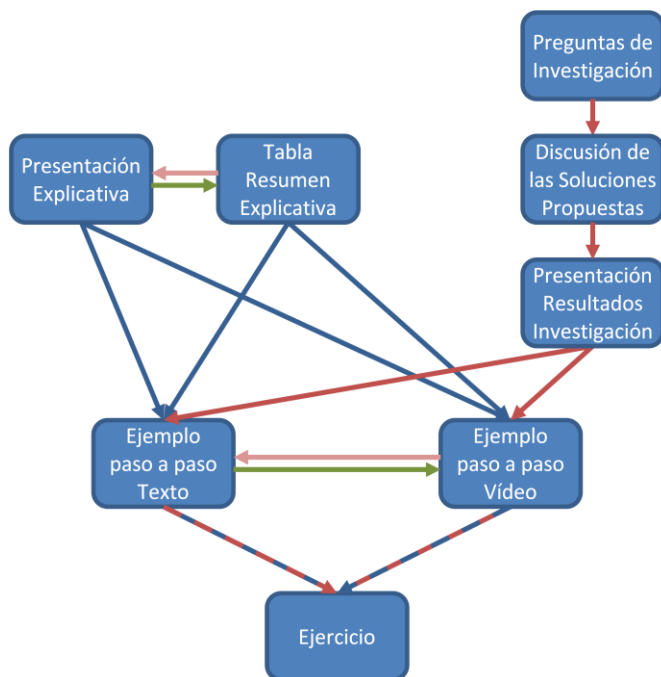 Preguntas de
Investigación
Presentación
Explicativa
Tabla
Resumen
Explicativa
Discusión de
las Soluciones
Propuestas
Presentación
Resultados
Investigación
Ejemplo
paso a paso
Texto
Ejemplo
paso a paso
Vídeo
Ejercicio